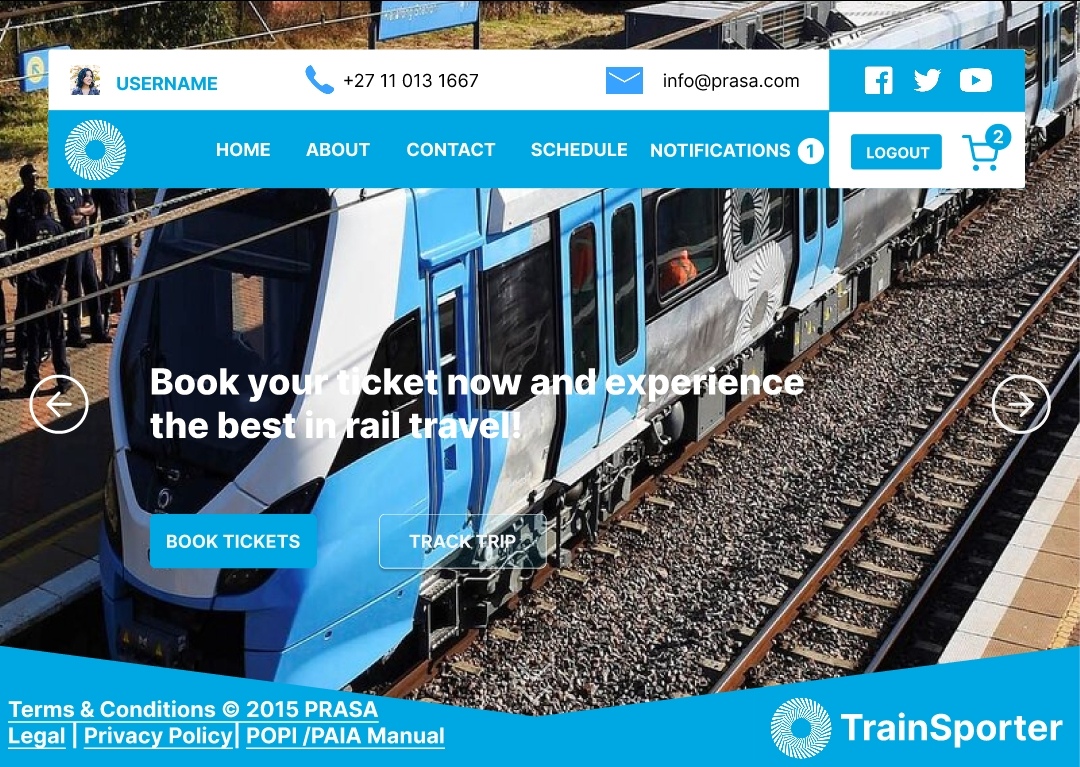 USERNAME
+27 11 013 1667
info@prasa.com
HOME
ABOUT
CONTACT
SCHEDULE
NOTIFICATIONS 1
LOGOUT
2
Book your ticket now and experience
the best in rail travel!
BOOK TICKETS
TRACK TRIP
Terms & Conditions © 2015 PRASA
Legal | Privacy Policy| POPI /PAIA Manual
TrainSporter